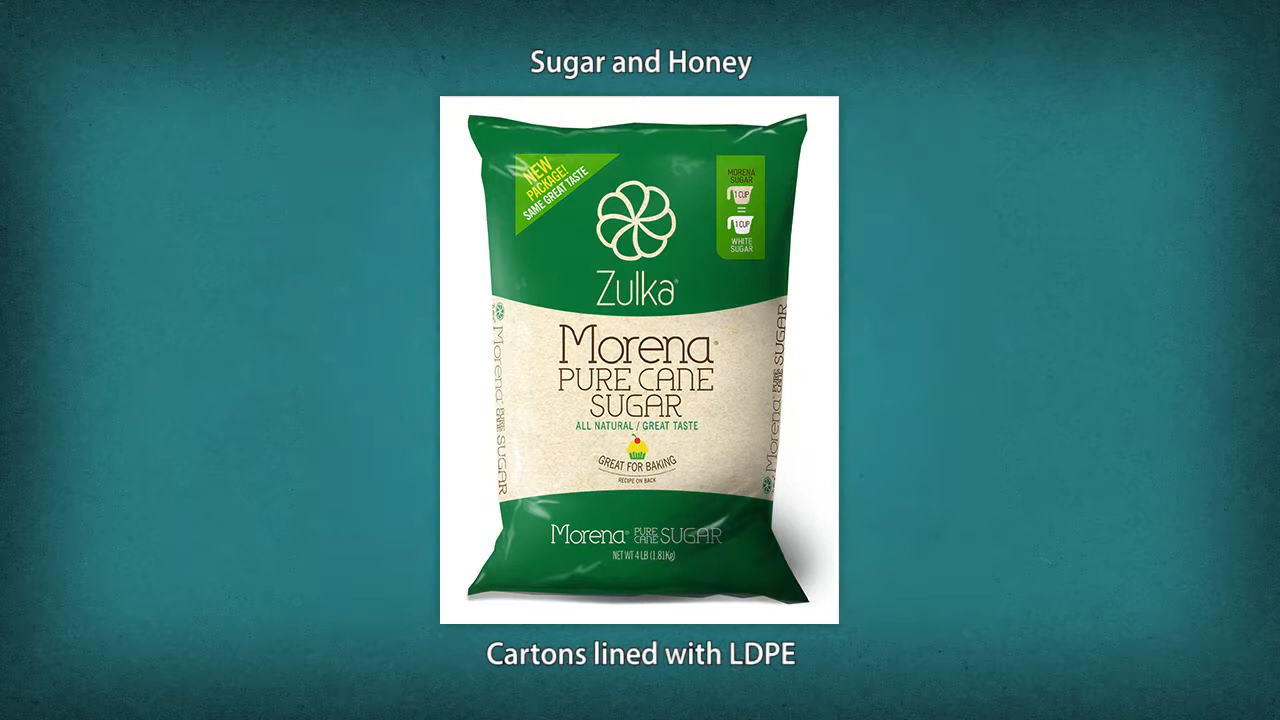 Sugar and Honey
NEW
PACKAGE!
SAME GREAT TASTE
MORENA
SUGAR
1 CUP
=
1 CUP
WHITE
SUGAR
Zulka®
Morena®
PURE CANE
SUGAR
ALL NATURAL / GREAT TASTE
GREAT FOR BAKING
RECIPE ON BACK
Morena® PURE CANE SUGAR
NET WT 4 LB (1.81Kg)
Morena PURE CANE SUGAR
Morena® PURE CANE SUGAR
Cartons lined with LDPE